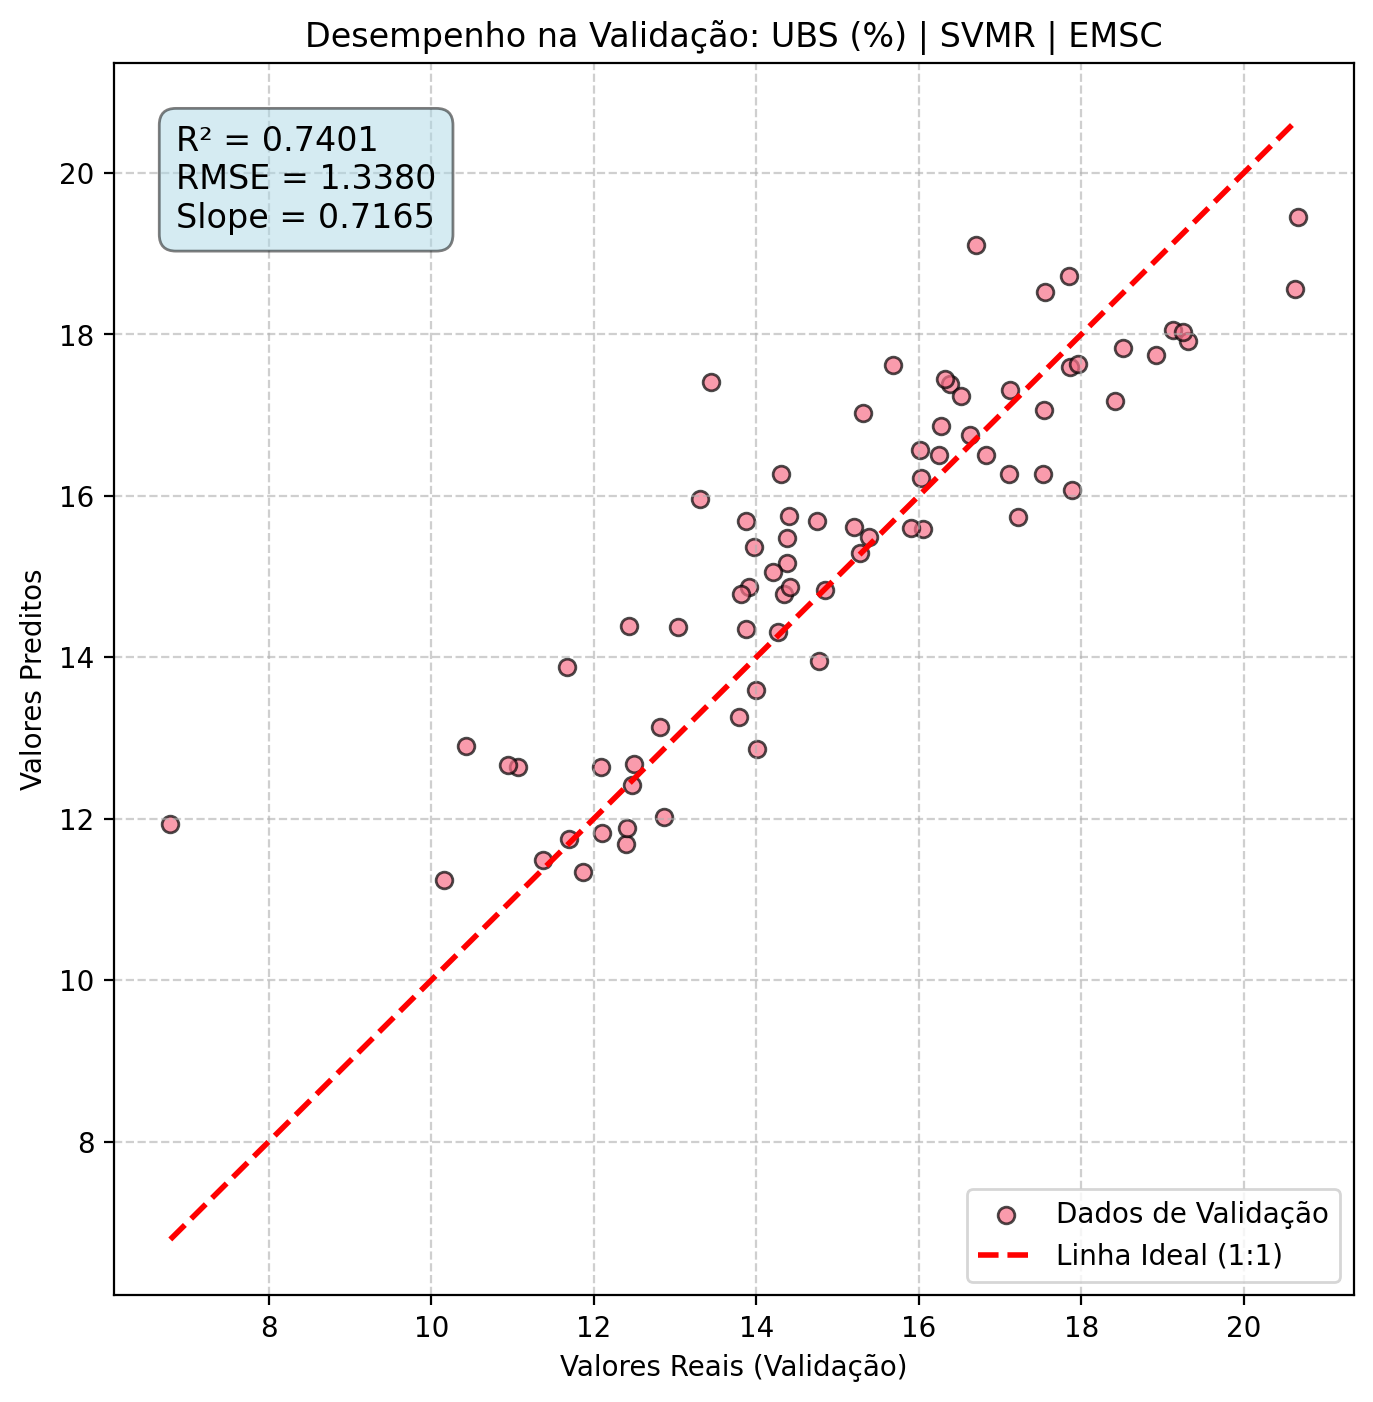 Desempenho na Validação: UBS (%) | SVMR | EMSC
R² = 0.7401
RMSE = 1.3380
Slope = 0.7165
20
18
16
14
12
10
8
Valores Preditos
Dados de Validação
Linha Ideal (1:1)
8 10 12 14 16 18 20
Valores Reais (Validação)